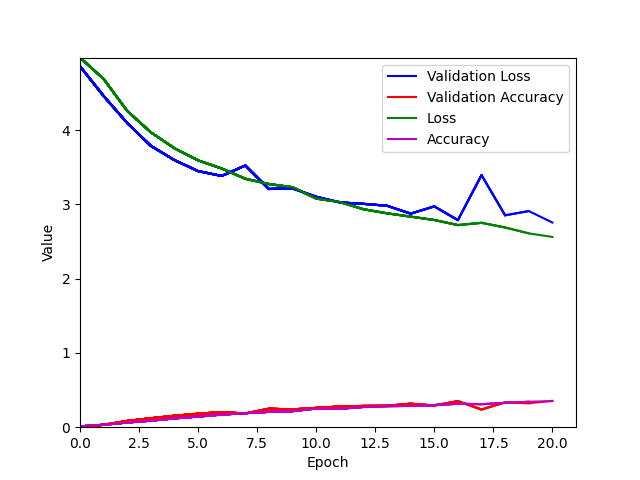 Validation Loss
Validation Accuracy
Loss
Accuracy
4
3
2
1
0
Value
0.0 2.5 5.0 7.5 10.0 12.5 15.0 17.5 20.0
Epoch